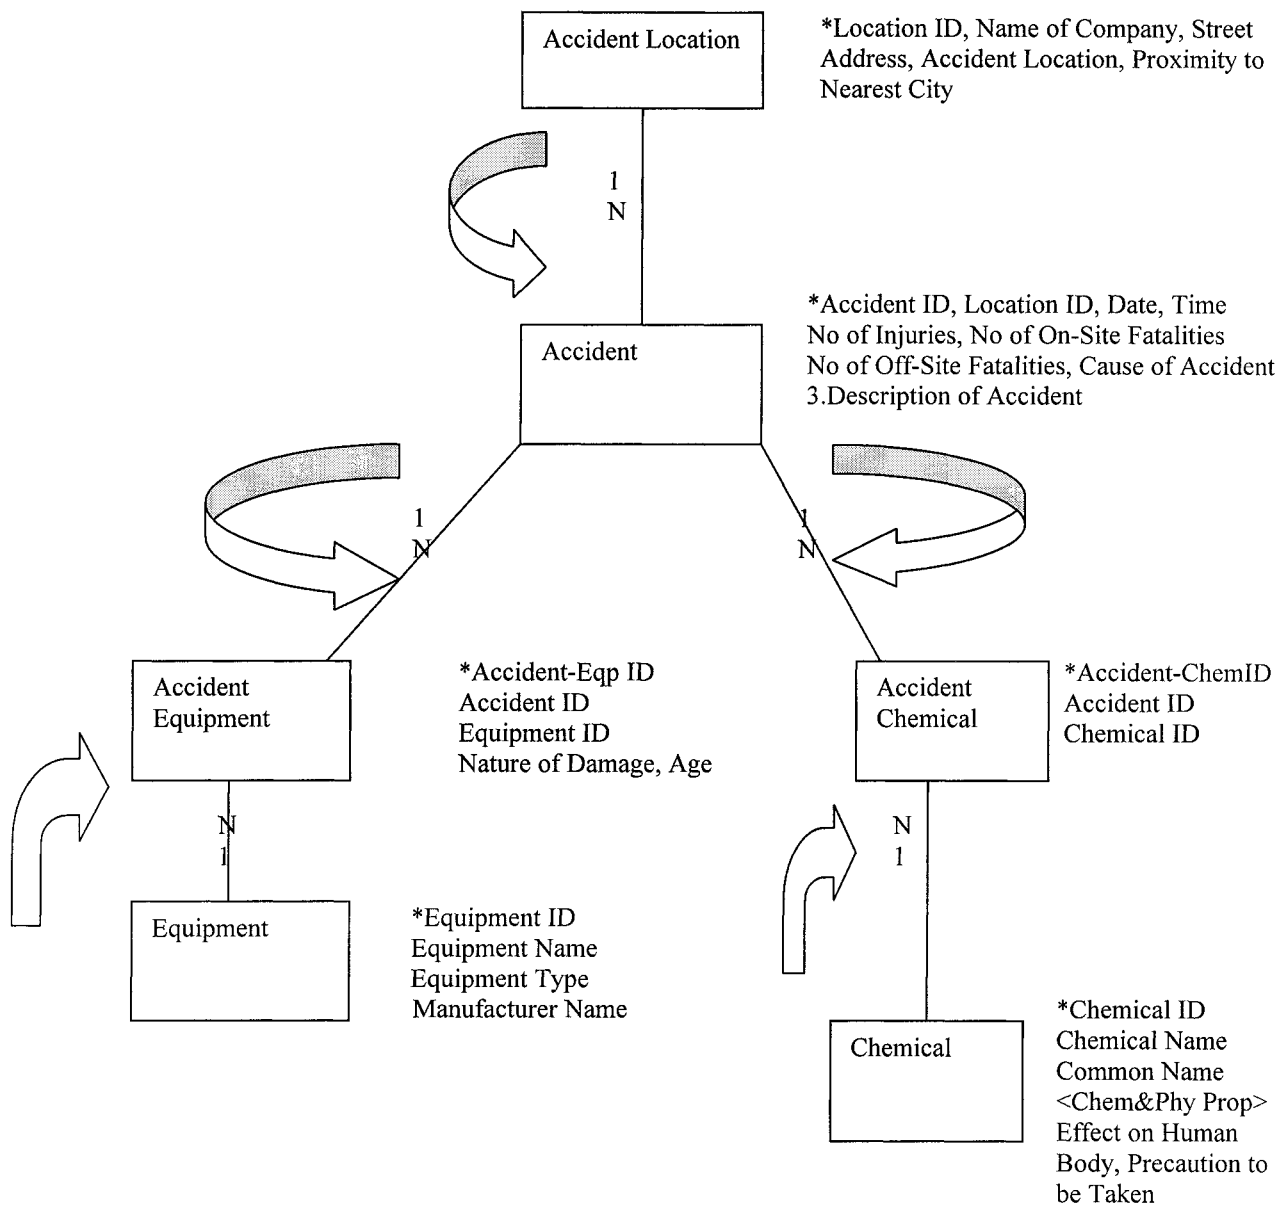 Accident Location
*Location ID, Name of Company, Street
Address, Accident Location, Proximity to
Nearest City
1
N
*Accident ID, Location ID, Date, Time
No of Injuries, No of On-Site Fatalities
No of Off-Site Fatalities, Cause of Accident
3.Description of Accident
Accident
1
N
1
N
Accident
Equipment
*Accident-Eqp ID
Accident ID
Equipment ID
Nature of Damage, Age
Accident
Chemical
*Accident-ChemID
Accident ID
Chemical ID
N
1
N
1
Equipment
*Equipment ID
Equipment Name
Equipment Type
Manufacturer Name
Chemical
*Chemical ID
Chemical Name
Common Name
<Chem&Phy Prop>
Effect on Human
Body, Precaution to
be Taken